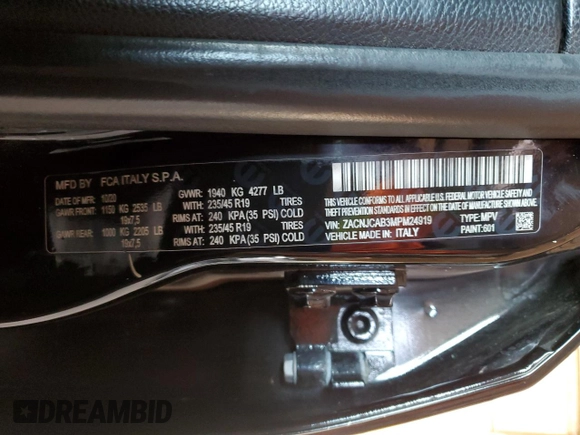 MFD BY FCA ITALY S.P.A.
DATE OF MFR: 10/20 GVWR: 1940 KG 4277 LB
GAWR FRONT: 1150 KG 2535 LB WITH 235/45 R19 TIRES
19x7,5 RIMS AT: 240 KPA(35 PSI) COLD
GAWR REAR: 1000 KG 2205 LB WITH 235/45 R19 TIRES
19x7,5 RIMS AT: 240 KPA(35 PSI) COLD
THIS VEHICLE CONFORMS TO ALL APPLICABLE U.S. FEDERAL MOTOR VEHICLE SAFETY
BUMPER, AND THEFT PREVENTION STANDARDS IN EFFECT ON THE DATE OF MANUFACTURE
SHOWN ABOVE
VIN: ZACNJCAB3MPM24919 TYPE: MPV
VEHICLE MADE IN: ITALY PAINT: 601
DREAMBID